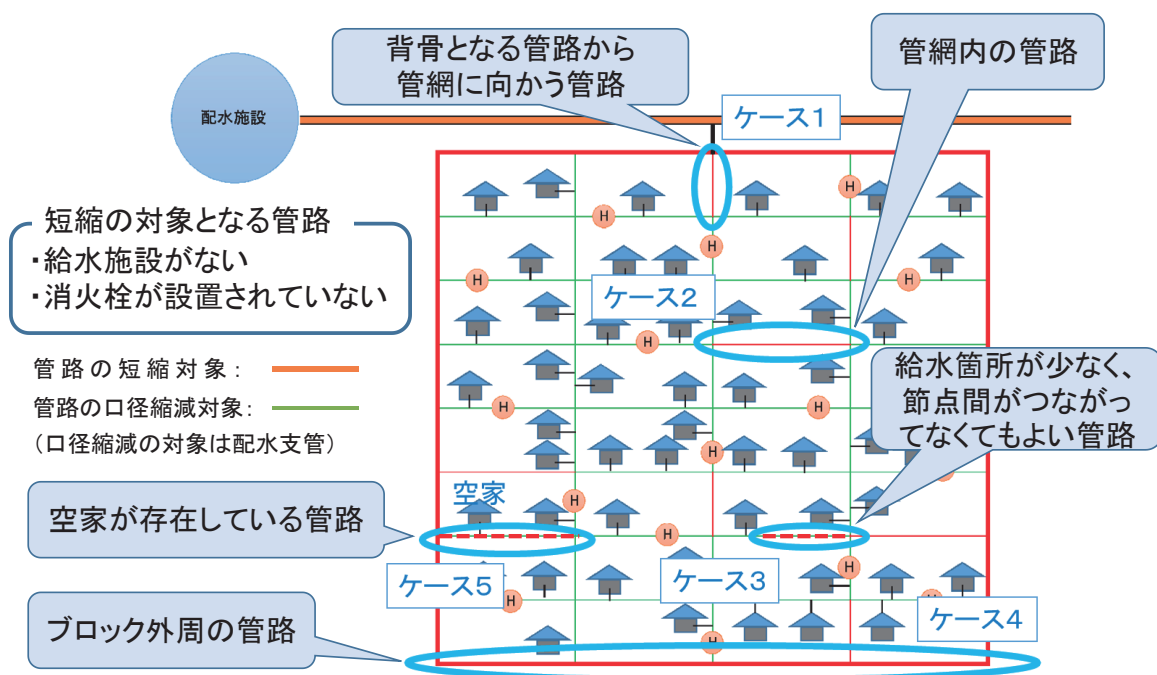 背骨となる管路から
管網に向かう管路
管網内の管路
配水施設
ケース1
短縮の対象となる管路
・給水施設がない
・消火栓が設置されていない
管路の短縮対象：
管路の口径縮減対象：
（口径縮減の対象は配水支管）
H
H
H
H
H
ケース2
H
給水箇所が少なく、
節点間がつながっ
てなくてもよい管路
H
H
H
空家
H
空家が存在している管路
H
H
ケース5
ケース3
ケース4
H
H
ブロック外周の管路
H